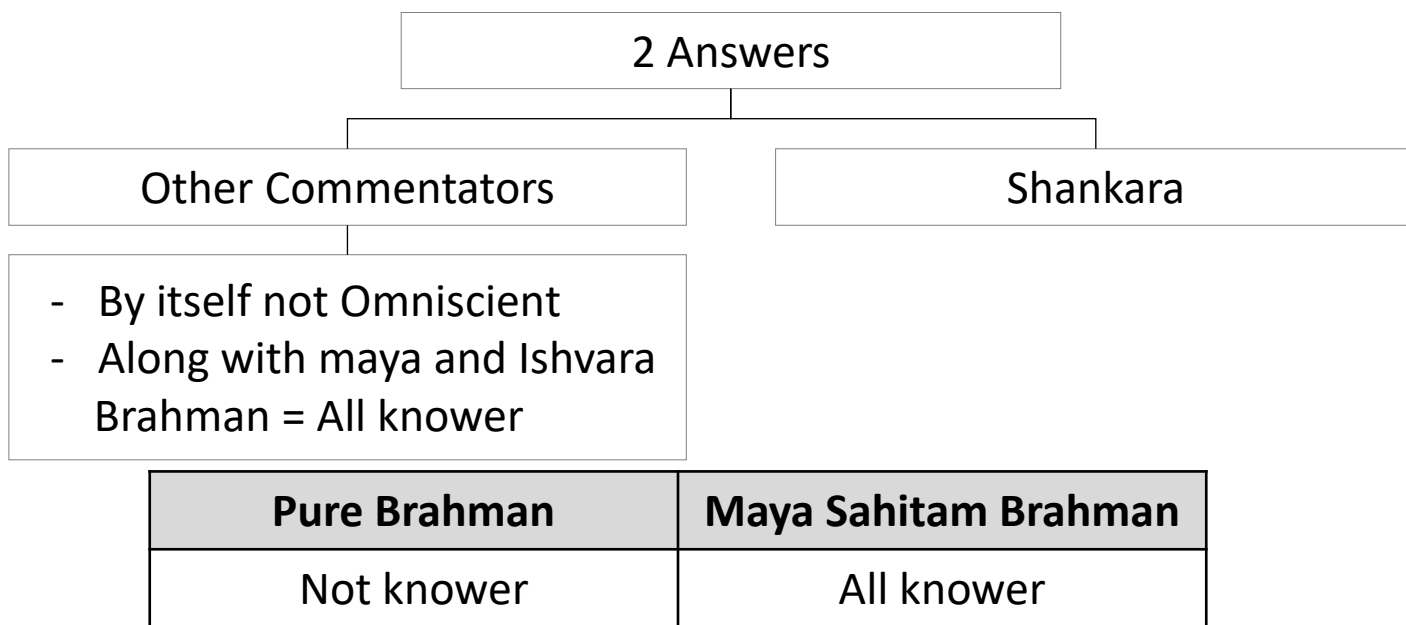 2 Answers
Other Commentators
Shankara
- By itself not Omniscient
- Along with maya and Ishvara
Brahman = All knower
Pure Brahman
Maya Sahitam Brahman
Not knower
All knower